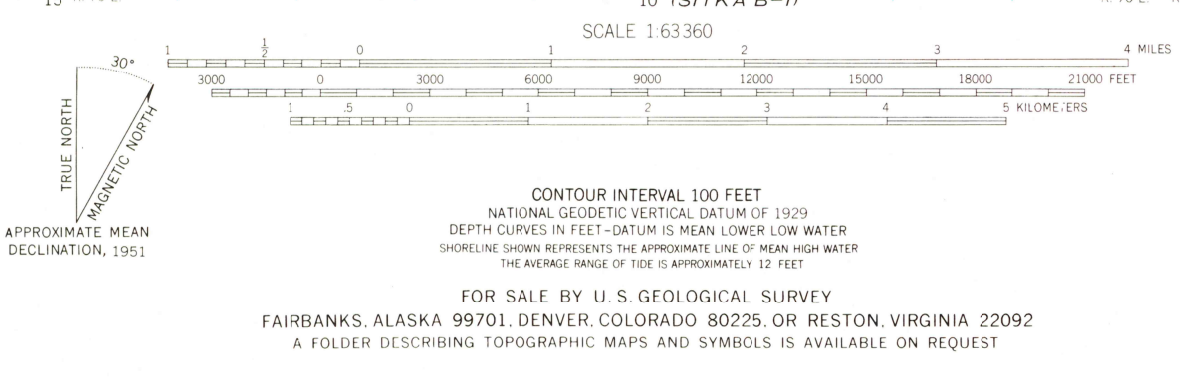 10 (SITKA B-1)
SCALE 1:63360
1 1/2 0 1 2 3 4 MILES
3000 0 3000 6000 9000 12000 15000 18000 21000 FEET
1 .5 0 1 2 3 4 5 KILOMETERS
30°
TRUE NORTH
MAGNETIC NORTH
APPROXIMATE MEAN
DECLINATION, 1951
CONTOUR INTERVAL 100 FEET
NATIONAL GEODETIC VERTICAL DATUM OF 1929
DEPTH CURVES IN FEET-DATUM IS MEAN LOWER LOW WATER
SHORELINE SHOWN REPRESENTS THE APPROXIMATE LINE OF MEAN HIGH WATER
THE AVERAGE RANGE OF TIDE IS APPROXIMATELY 12 FEET
FOR SALE BY U.S. GEOLOGICAL SURVEY
FAIRBANKS, ALASKA 99701, DENVER, COLORADO 80225, OR RESTON, VIRGINIA 22092
A FOLDER DESCRIBING TOPOGRAPHIC MAPS AND SYMBOLS IS AVAILABLE ON REQUEST